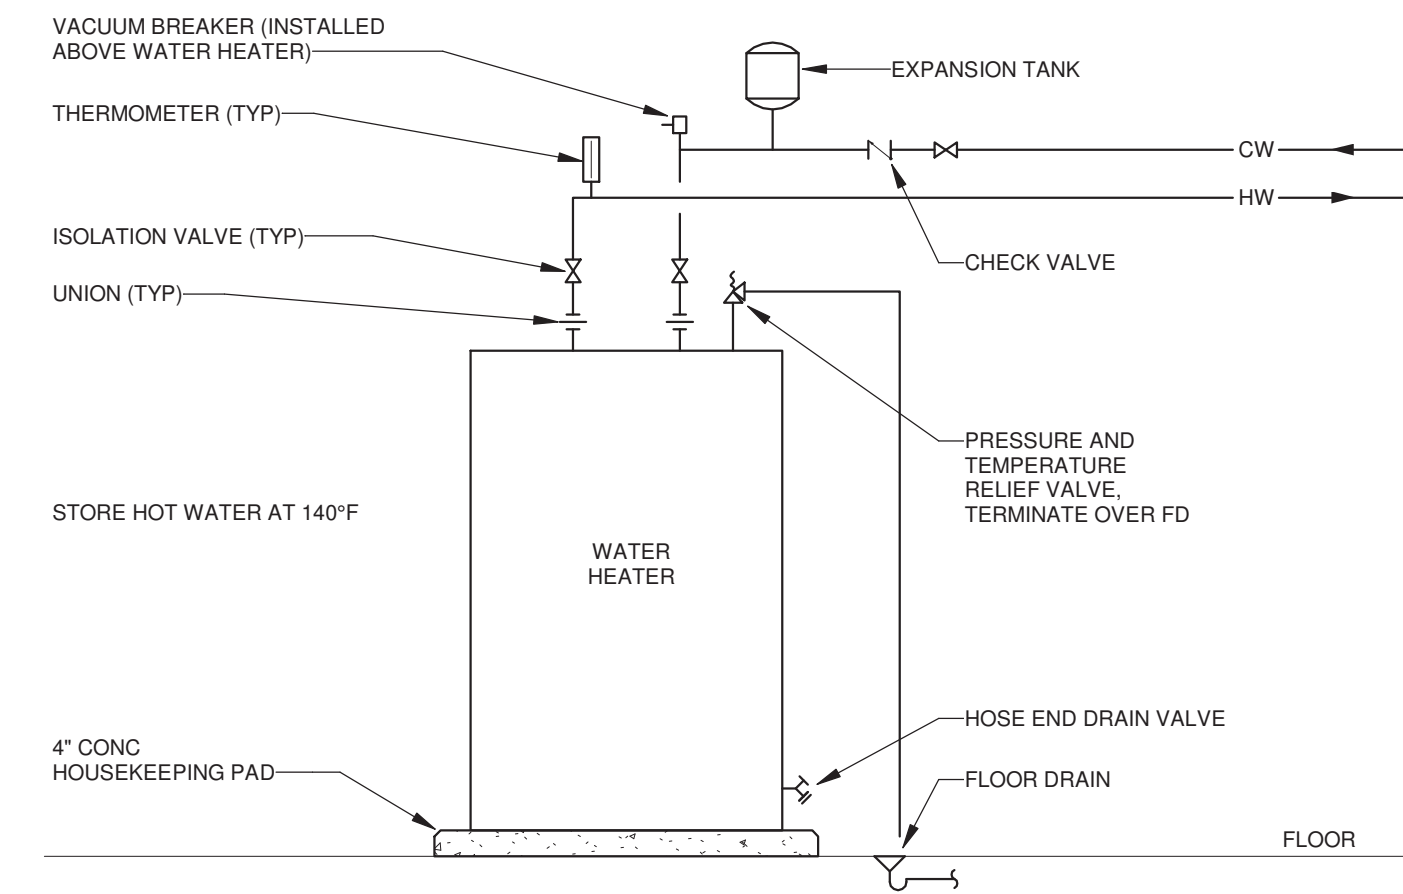 VACUUM BREAKER (INSTALLED
ABOVE WATER HEATER)
EXPANSION TANK
THERMOMETER (TYP)
CW
HW
ISOLATION VALVE (TYP)
CHECK VALVE
UNION (TYP)
PRESSURE AND
TEMPERATURE
RELIEF VALVE,
TERMINATE OVER FD
STORE HOT WATER AT 140°F
WATER
HEATER
HOSE END DRAIN VALVE
4" CONC
HOUSEKEEPING PAD
FLOOR DRAIN
FLOOR